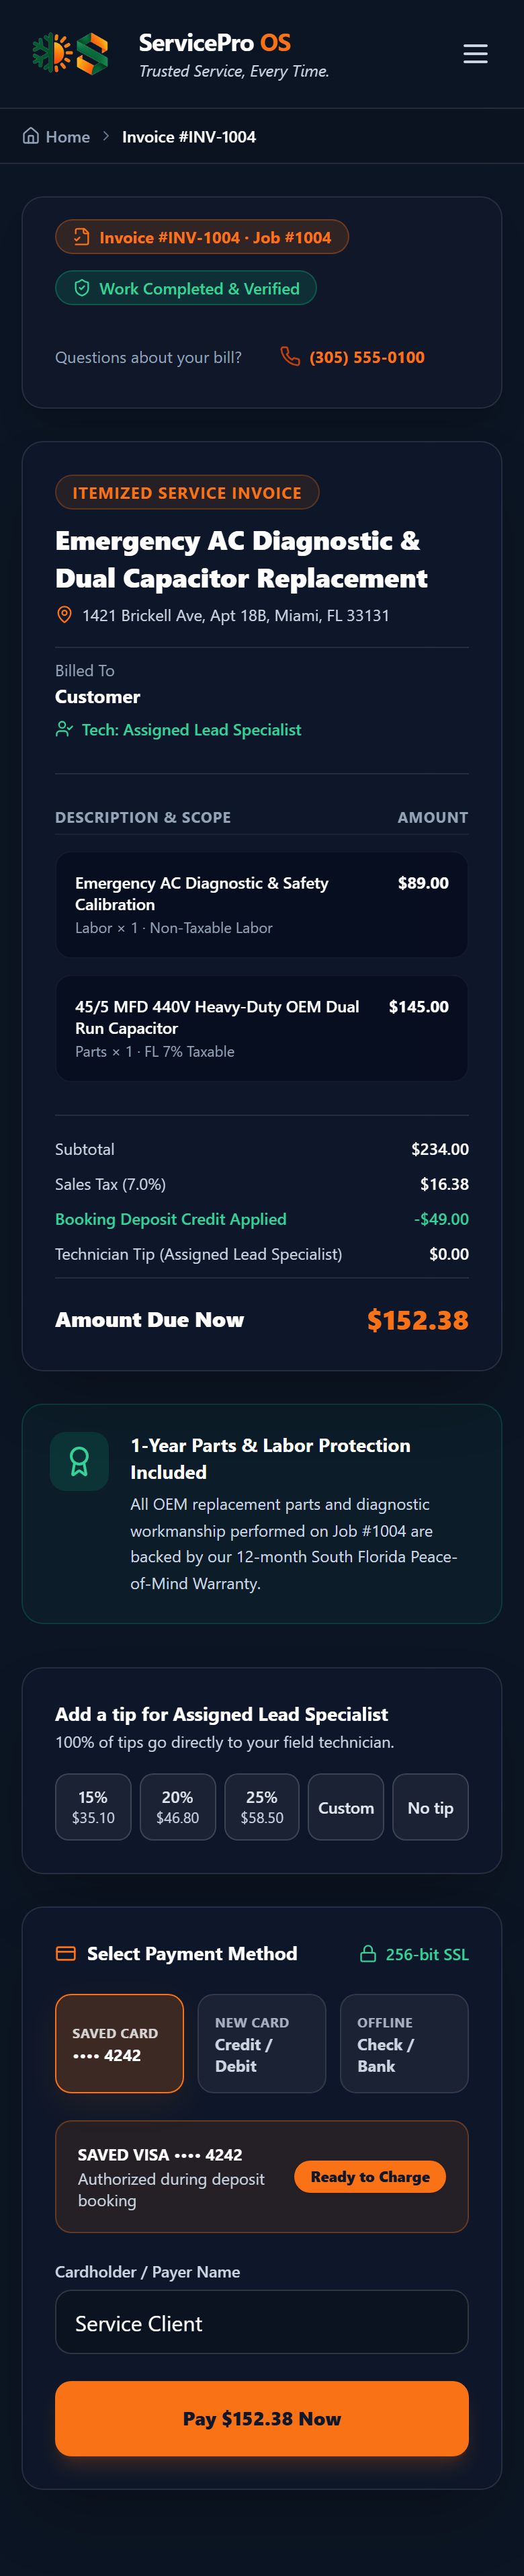 ServicePro OS
Trusted Service, Every Time.
Home > Invoice #INV-1004
Invoice #INV-1004 · Job #1004
Work Completed & Verified
Questions about your bill? (305) 555-0100
ITEMIZED SERVICE INVOICE
Emergency AC Diagnostic &
Dual Capacitor Replacement
1421 Brickell Ave, Apt 18B, Miami, FL 33131
Billed To
Customer
Tech: Assigned Lead Specialist
DESCRIPTION & SCOPE AMOUNT
Emergency AC Diagnostic & Safety $89.00
Calibration
Labor × 1 · Non-Taxable Labor
45/5 MFD 440V Heavy-Duty OEM Dual $145.00
Run Capacitor
Parts × 1 · FL 7% Taxable
Subtotal $234.00
Sales Tax (7.0%) $16.38
Booking Deposit Credit Applied -$49.00
Technician Tip (Assigned Lead Specialist) $0.00
Amount Due Now $152.38
1-Year Parts & Labor Protection
Included
All OEM replacement parts and diagnostic
workmanship performed on Job #1004 are
backed by our 12-month South Florida Peace-
of-Mind Warranty.
Add a tip for Assigned Lead Specialist
100% of tips go directly to your field technician.
15% 20% 25% Custom No tip
$35.10 $46.80 $58.50
Select Payment Method 256-bit SSL
SAVED CARD NEW CARD OFFLINE
•••• 4242 Credit / Check /
Debit Bank
SAVED VISA •••• 4242
Authorized during deposit Ready to Charge
booking
Cardholder / Payer Name
Service Client
Pay $152.38 Now